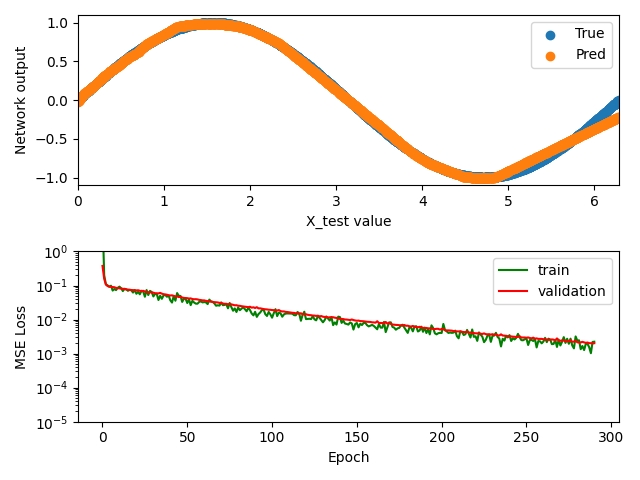 1.0
0.5
0.0
−0.5
−1.0
Network output
True
Pred
0 1 2 3 4 5 6
X_test value
10^0
10^-1
10^-2
10^-3
10^-4
10^-5
MSE Loss
train
validation
0 50 100 150 200 250 300
Epoch